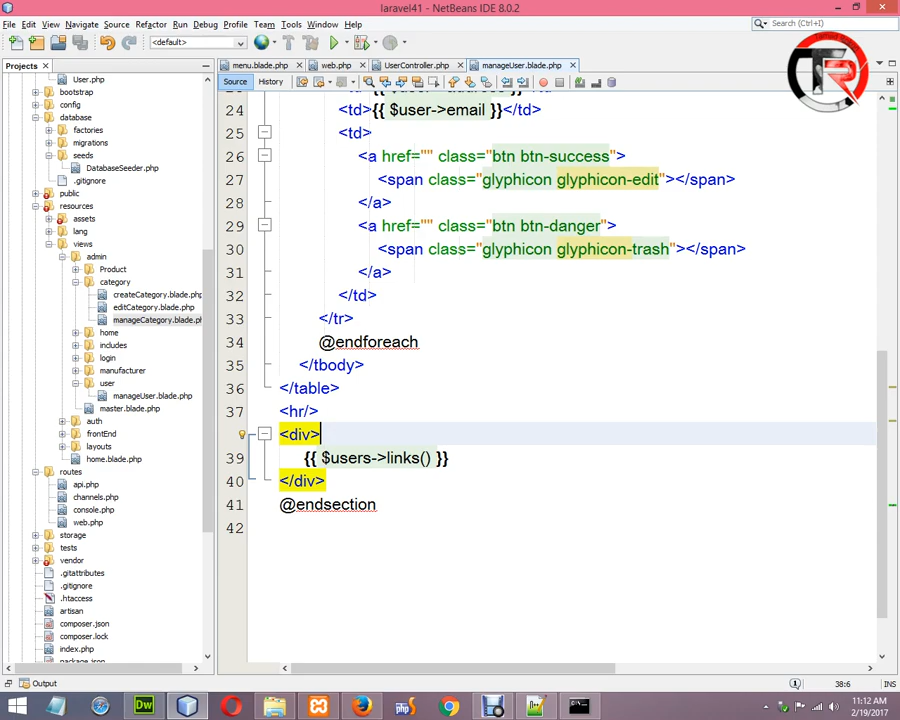 laravel41 - NetBeans IDE 8.0.2
File Edit View Navigate Source Refactor Run Debug Profile Team Tools Window Help
<default>
Search (Ctrl+I)
Projects
menu.blade.php
web.php
UserController.php
manageUser.blade.php
Source
History
User.php
bootstrap
config
database
factories
migrations
seeds
DatabaseSeeder.php
.gitignore
public
resources
assets
lang
views
admin
Product
category
createCategory.blade.php
editCategory.blade.php
manageCategory.blade.ph
home
includes
login
manufacturer
user
manageUser.blade.php
master.blade.php
auth
frontEnd
layouts
home.blade.php
routes
api.php
channels.php
console.php
web.php
storage
tests
vendor
.gitattributes
.gitignore
.htaccess
artisan
composer.json
composer.lock
index.php
24 <td>{{ $user->email }}</td>
25 <td>
26 <a href="" class="btn btn-success">
27 <span class="glyphicon glyphicon-edit"></span>
28 </a>
29 <a href="" class="btn btn-danger">
30 <span class="glyphicon glyphicon-trash"></span>
31 </a>
32 </td>
33 </tr>
34 @endforeach
35 </tbody>
36 </table>
37 <hr/>
38 <div>
39 {{ $users->links() }}
40 </div>
41 @endsection
42
Output
38:6
Dw
php
11:12 AM
2/19/2017